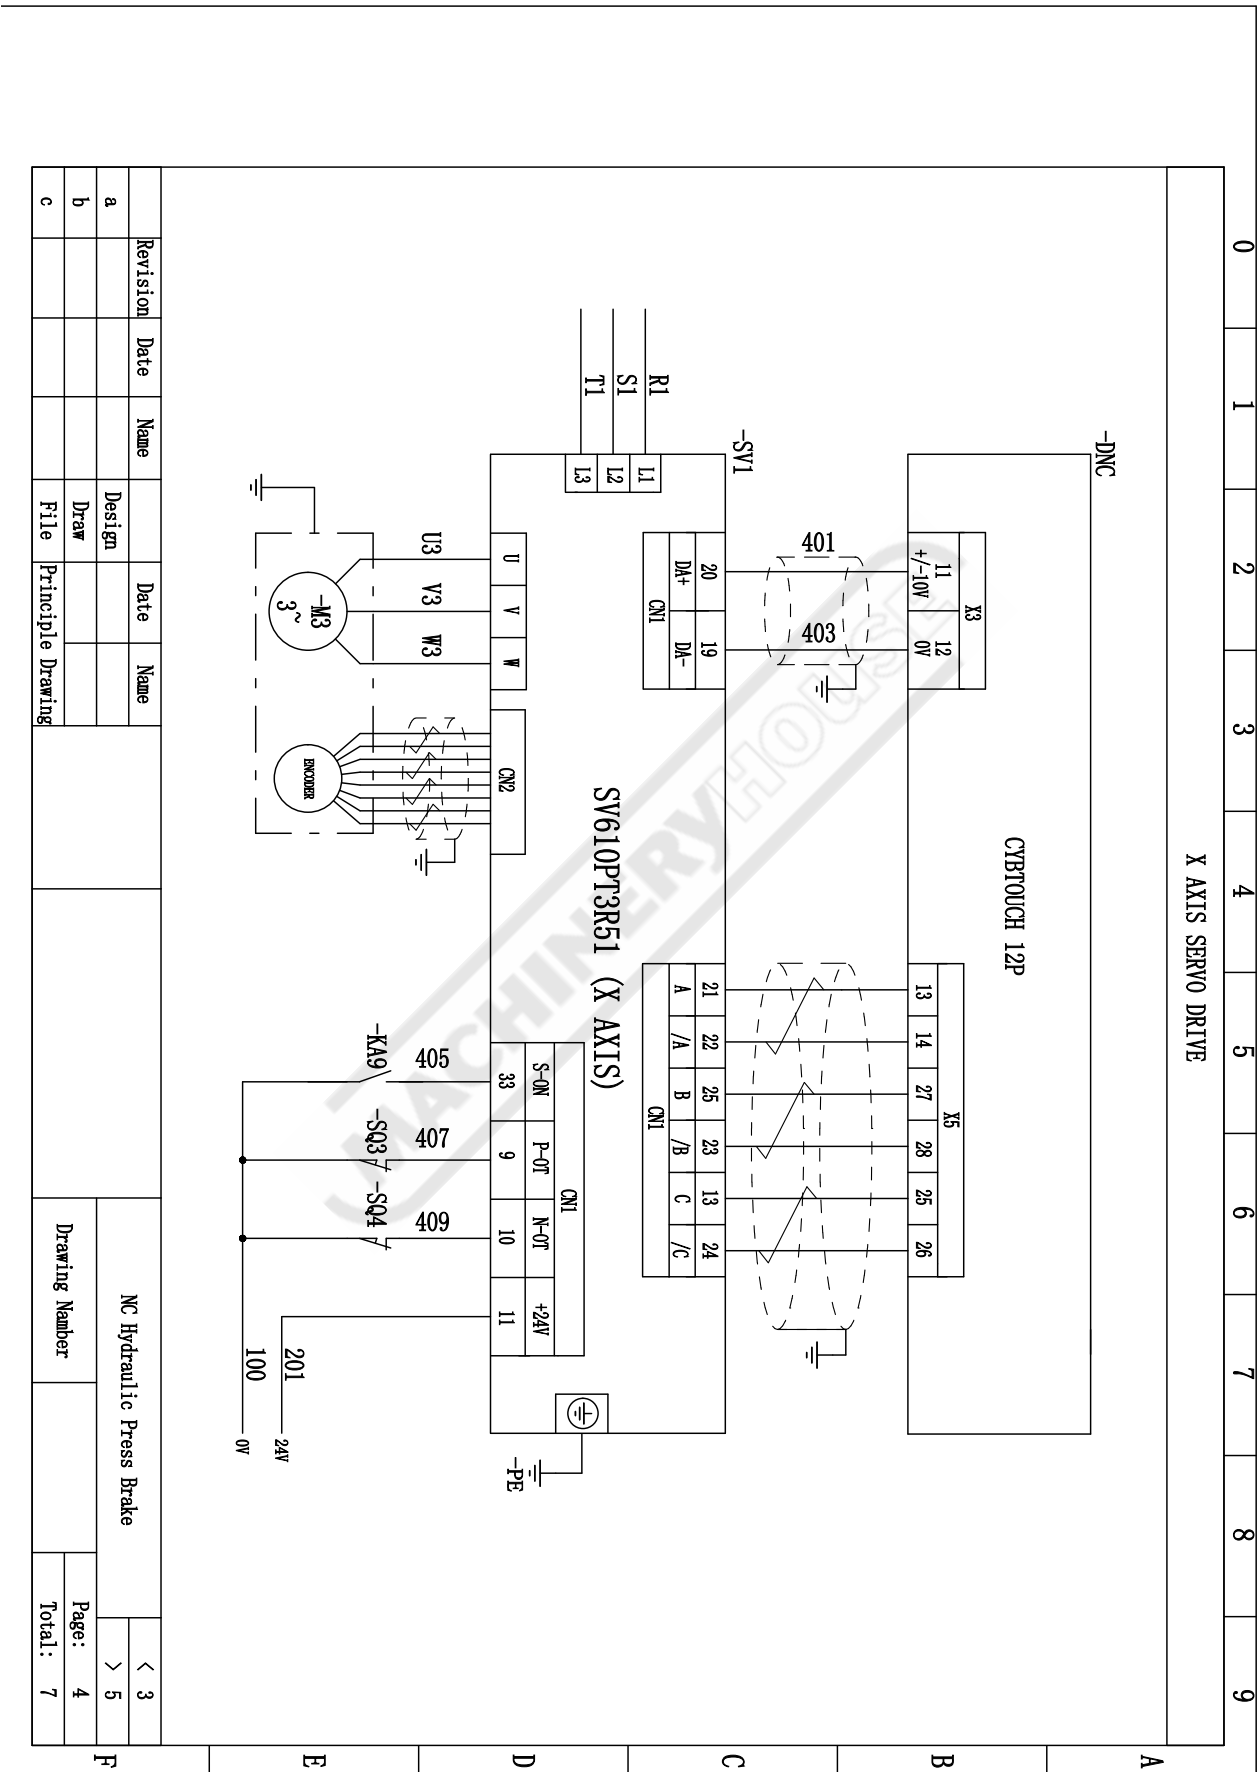 0 1 2 3 4 5 6 7 8 9
A
B
C
D
E
F
X AXIS SERVO DRIVE
-DNC
CYBTOUCH 12P
X3
11 12
+/-10V 0V
X5
13 14 27 28 25 26
401 403
-SV1
20 19
DA+ DA-
CN1
21 22 25 23 13 24
A /A B /B C /C
CN1
R1
S1
T1
L1
L2
L3
SV610PT3R51 (X AXIS)
U V W
CN2
CN1
S-ON P-OT N-OT +24V
33 9 10 11
-PE
U3 V3 W3
405 407 409
-KA9 -SQ3 -SQ4
-M3
3~
ENCODER
201
24V
100
0V
MACHINERYHOUSE
Revision Date Name Date Name
a Design
b Draw
c File Principle Drawing
NC Hydraulic Press Brake
Drawing Namber
< 3
> 5
Page: 4
Total: 7